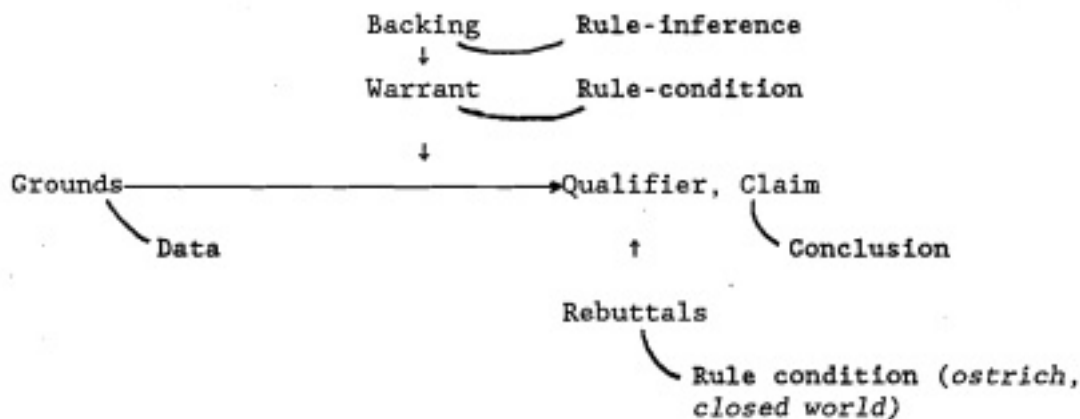 Backing Rule-inference
↓
Warrant Rule-condition
↓
Grounds Qualifier, Claim
Data ↑ Conclusion
Rebuttals
Rule condition (ostrich,
closed world)